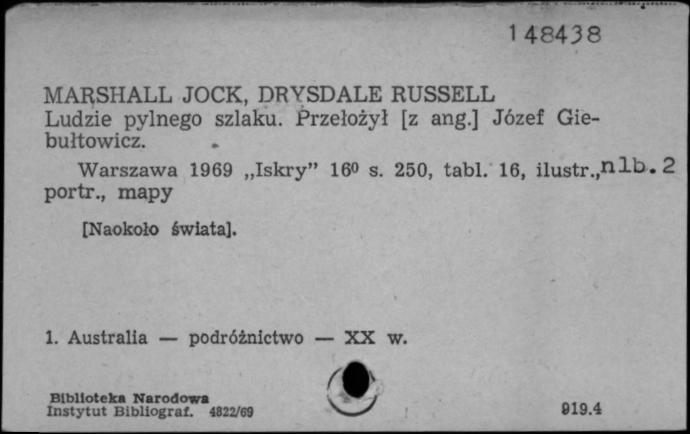 148438
MARSHALL JOCK, DRYSDALE RUSSELL
Ludzie pylnego szlaku. Przełożył [z ang.] Józef Gie-
bułtowicz.
Warszawa 1969 „Iskry” 16⁰ s. 250, tabl. 16, ilustr., nlb. 2
portr., mapy
[Naokoło świata].
1. Australia — podróżnictwo — XX w.
Biblioteka Narodowa
Instytut Bibliograf. 4822/69
919.4